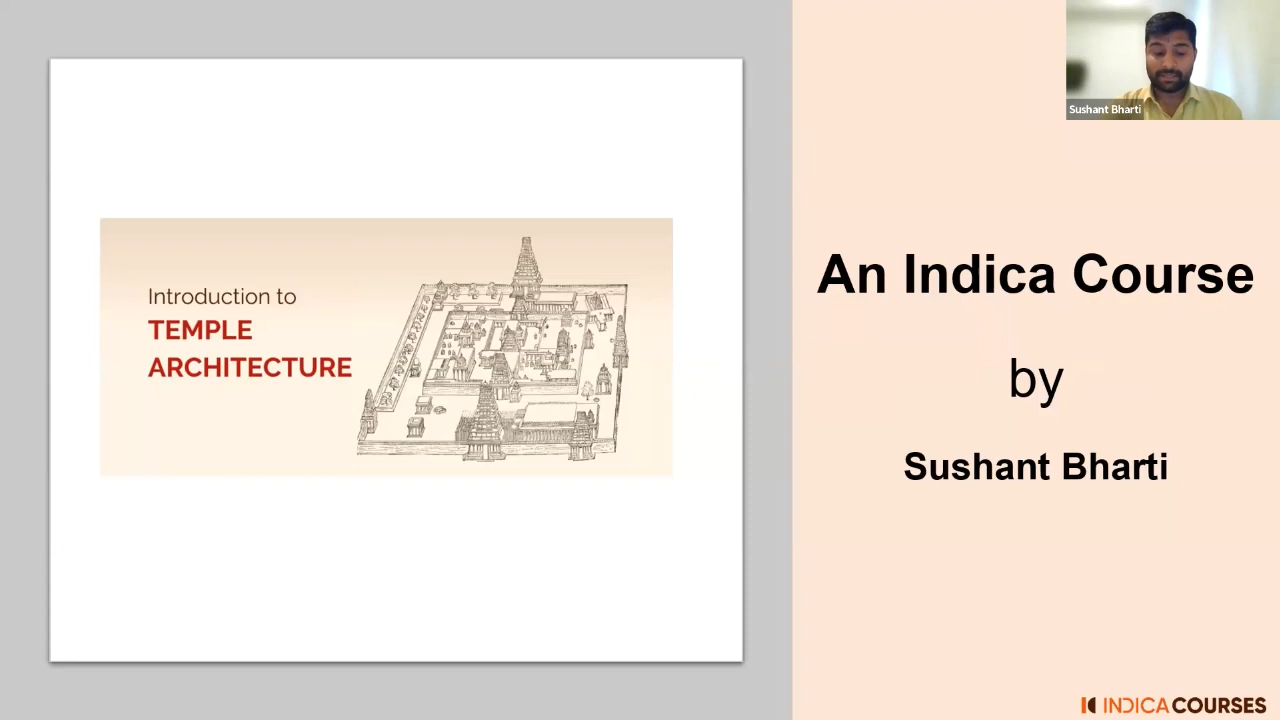 Introduction to
TEMPLE
ARCHITECTURE
Sushant Bharti
An Indica Course
by
Sushant Bharti
INDICA COURSES